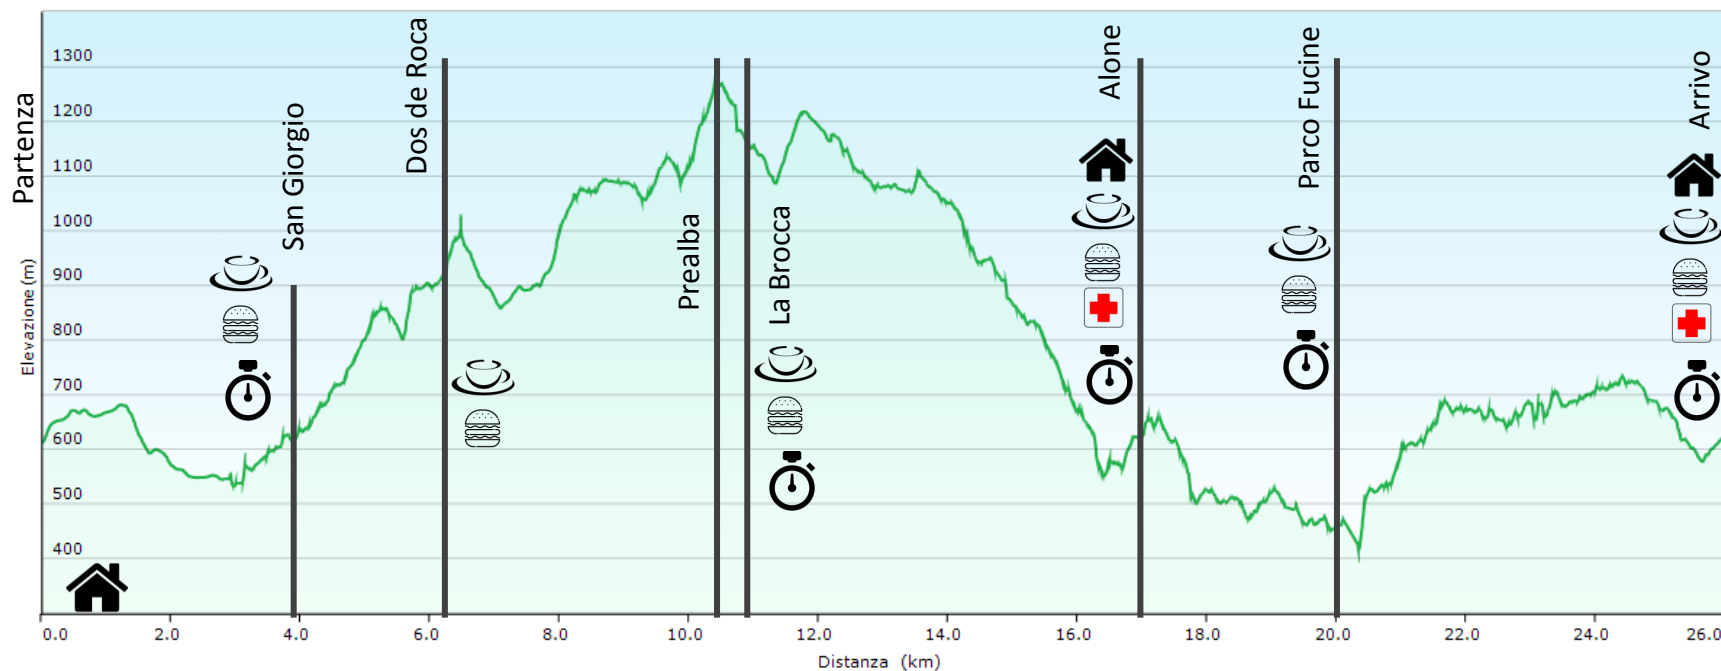 Partenza
San Giorgio
Dos de Roca
Prealba
La Brocca
Alone
Parco Fucine
Arrivo
Elevazione (m)
1300
1200
1100
1000
900
800
700
600
500
400
0.0 2.0 4.0 6.0 8.0 10.0 12.0 14.0 16.0 18.0 20.0 22.0 24.0 26.0
Distanza (km)